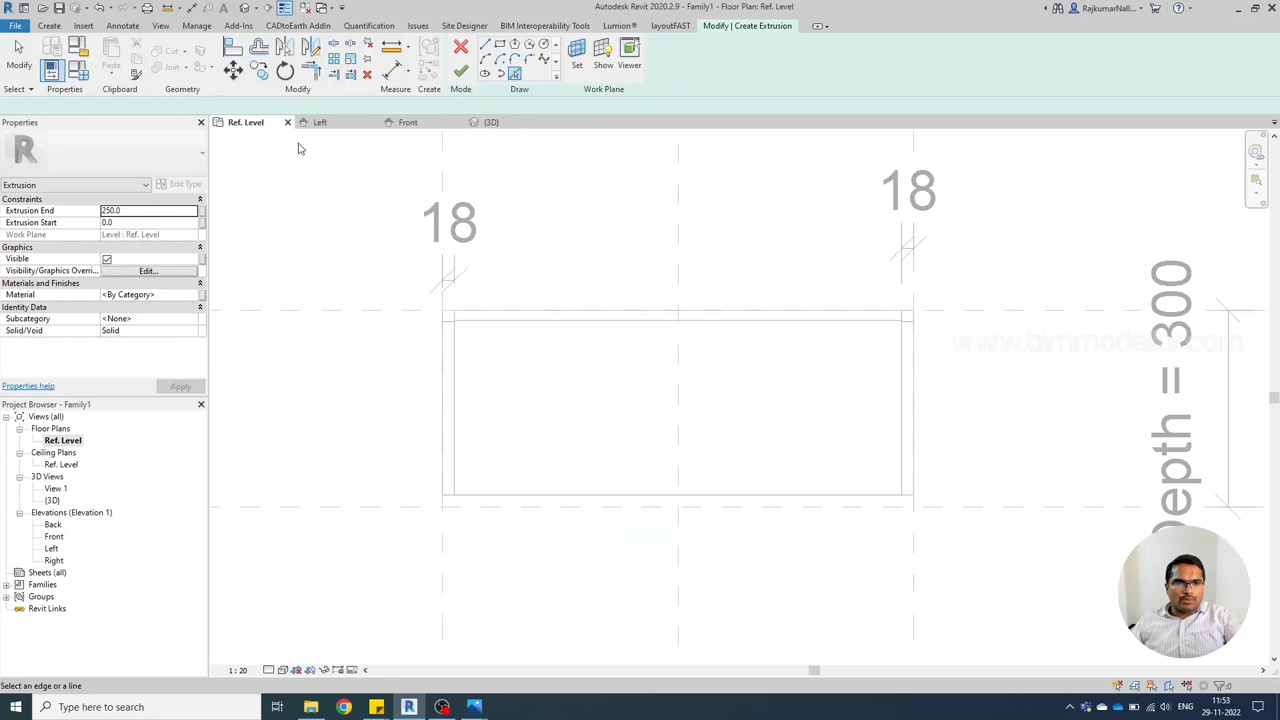 Autodesk Revit 2020.2.9 - Family1 - Floor Plan: Ref. Level
RajkumarNall...
File
Create
Insert
Annotate
View
Manage
Add-Ins
CADtoEarth AddIn
Quantification
Issues
Site Designer
BIM Interoperability Tools
Lumion®
layoutFAST
Modify | Create Extrusion
Modify
Paste
Cut
Join
Show
Viewer
Set
Select
Properties
Clipboard
Geometry
Modify
Measure
Create
Mode
Draw
Work Plane
Properties
Ref. Level
Left
Front
{3D}
Extrusion
Edit Type
Constraints
Extrusion End
250.0
Extrusion Start
0.0
Work Plane
Level : Ref. Level
Graphics
Visible
Visibility/Graphics Overri...
Edit...
Materials and Finishes
Material
<By Category>
Identity Data
Subcategory
<None>
Solid/Void
Solid
Properties help
Apply
Project Browser - Family1
Views (all)
Floor Plans
Ref. Level
Ceiling Plans
Ref. Level
3D Views
View 1
{3D}
Elevations (Elevation 1)
Back
Front
Left
Right
Sheets (all)
Families
Groups
Revit Links
18
18
Depth = 300
1 : 20
Select an edge or a line
:0
Type here to search
ENG
11:53
29-11-2022